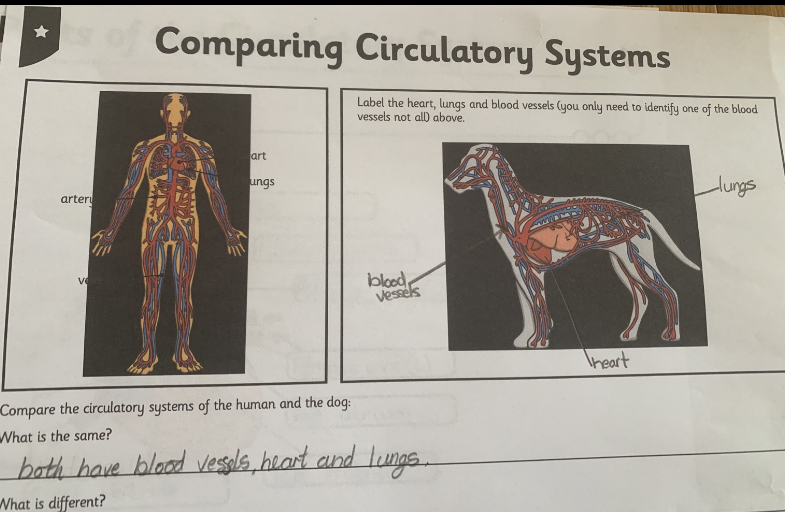 Comparing Circulatory Systems
art
ungs
artery
ve
Label the heart, lungs and blood vessels (you only need to identify one of the blood
vessels not all) above.
lungs
blood
vessels
heart
Compare the circulatory systems of the human and the dog:
What is the same?
both have blood vessels, heart and lungs.
What is different?